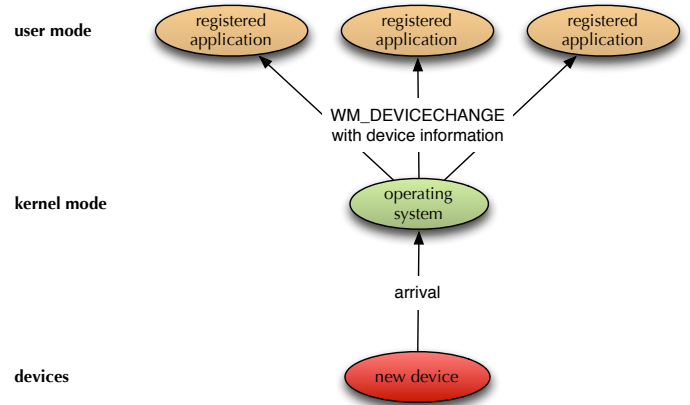 user mode
registered
application
registered
application
registered
application
WM_DEVICECHANGE
with device information
kernel mode
operating
system
arrival
devices
new device